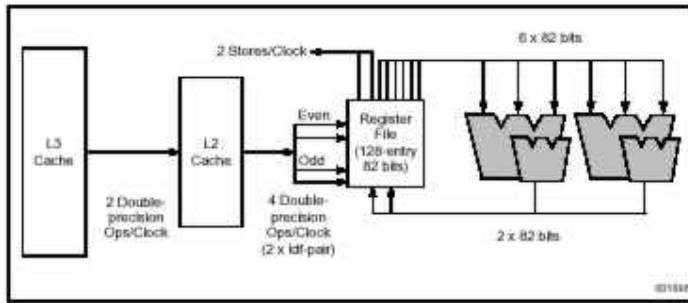 2 Stores/Clock
6 x 82 bits
L3
Cache
L2
Cache
Even
Odd
Register
File
(128-entry
82 bits)
2 Double-
precision
Ops/Clock
4 Double-
precision
Ops/Clock
(2 x ldf-pair)
2 x 82 bits